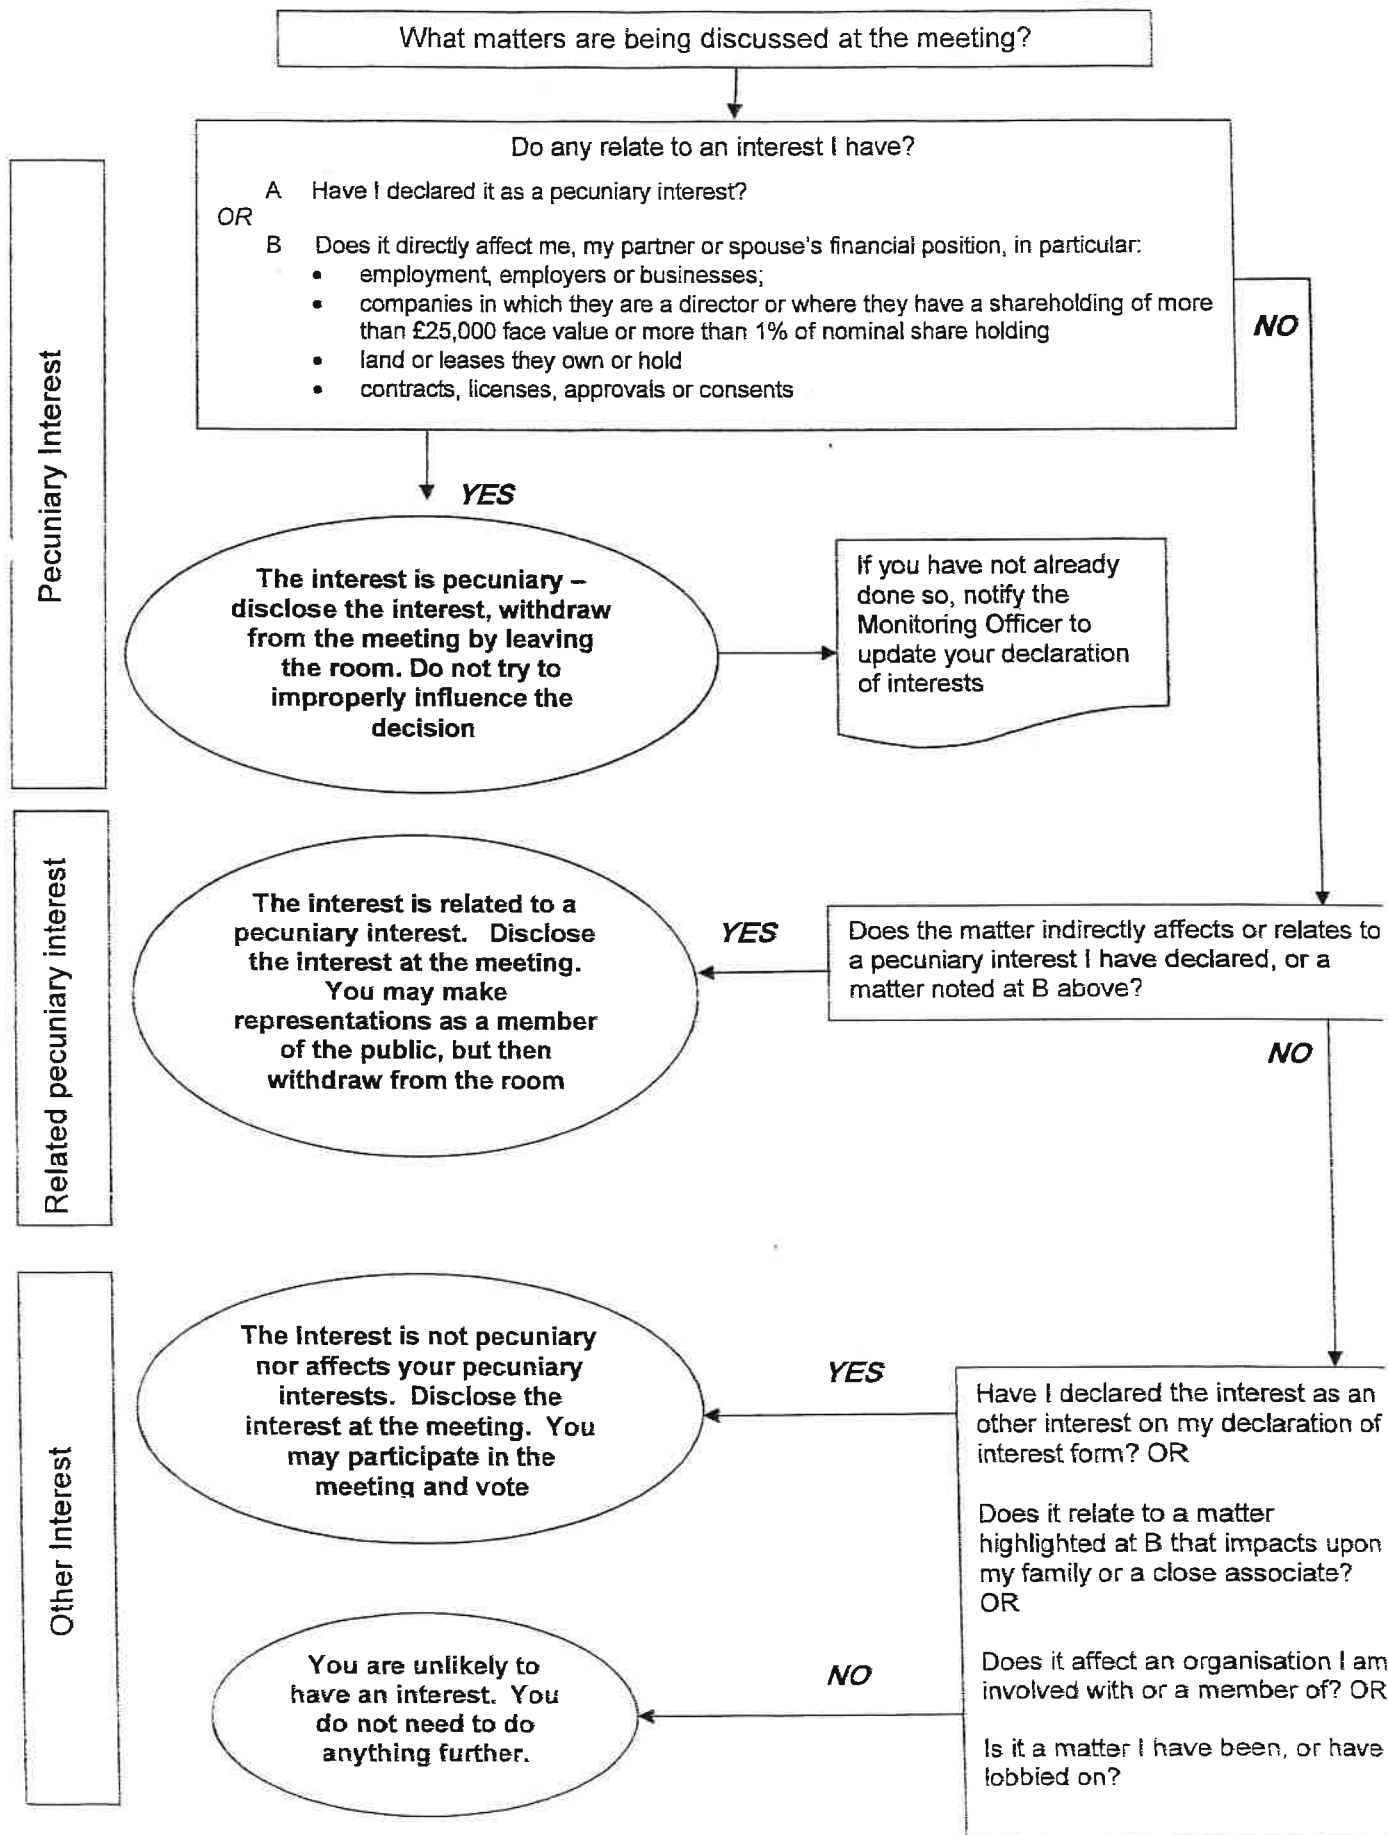 What matters are being discussed at the meeting?
Do any relate to an interest I have?
A Have I declared it as a pecuniary interest?
OR
B Does it directly affect me, my partner or spouse's financial position, in particular:
• employment, employers or businesses;
• companies in which they are a director or where they have a shareholding of more
than £25,000 face value or more than 1% of nominal share holding
• land or leases they own or hold
• contracts, licenses, approvals or consents
NO
Pecuniary Interest
YES
The interest is pecuniary –
disclose the interest, withdraw
from the meeting by leaving
the room. Do not try to
improperly influence the
decision
If you have not already
done so, notify the
Monitoring Officer to
update your declaration
of interests
Related pecuniary interest
The interest is related to a
pecuniary interest. Disclose
the interest at the meeting.
You may make
representations as a member
of the public, but then
withdraw from the room
YES
Does the matter indirectly affects or relates to
a pecuniary interest I have declared, or a
matter noted at B above?
NO
Other Interest
The Interest is not pecuniary
nor affects your pecuniary
interests. Disclose the
interest at the meeting. You
may participate in the
meeting and vote
YES
Have I declared the interest as an
other interest on my declaration of
interest form? OR
Does it relate to a matter
highlighted at B that impacts upon
my family or a close associate?
OR
Does it affect an organisation I am
involved with or a member of? OR
Is it a matter I have been, or have
lobbied on?
NO
You are unlikely to
have an interest. You
do not need to do
anything further.